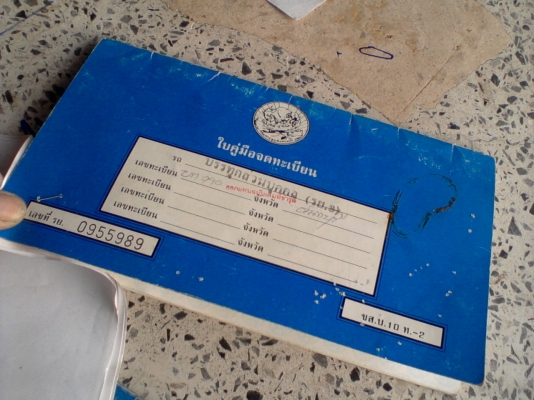 ใบคู่มือจดทะเบียน
รถ บรรทุกส่วนบุคคล (รย.3)
เลขทะเบียน จังหวัด
เลขทะเบียน จังหวัด
เลขทะเบียน จังหวัด
เลขทะเบียน จังหวัด
เลขที่ รย. 0955989
ขส.บ.10 ท.-2